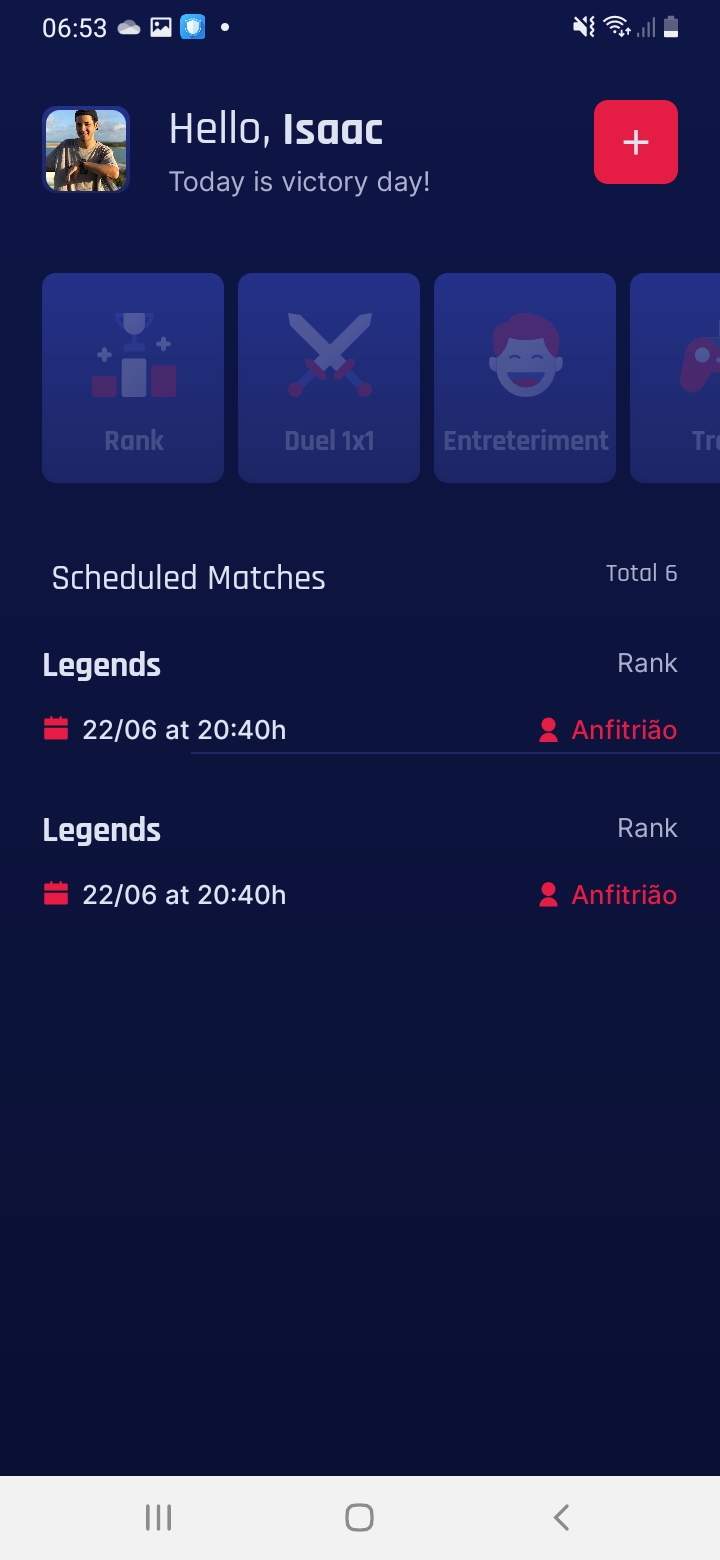 06:53
Hello, Isaac
Today is victory day!
Rank
Duel 1x1
Entreteriment
Tr
Scheduled Matches
Total 6
Legends
Rank
22/06 at 20:40h
Anfitrião
Legends
Rank
22/06 at 20:40h
Anfitrião